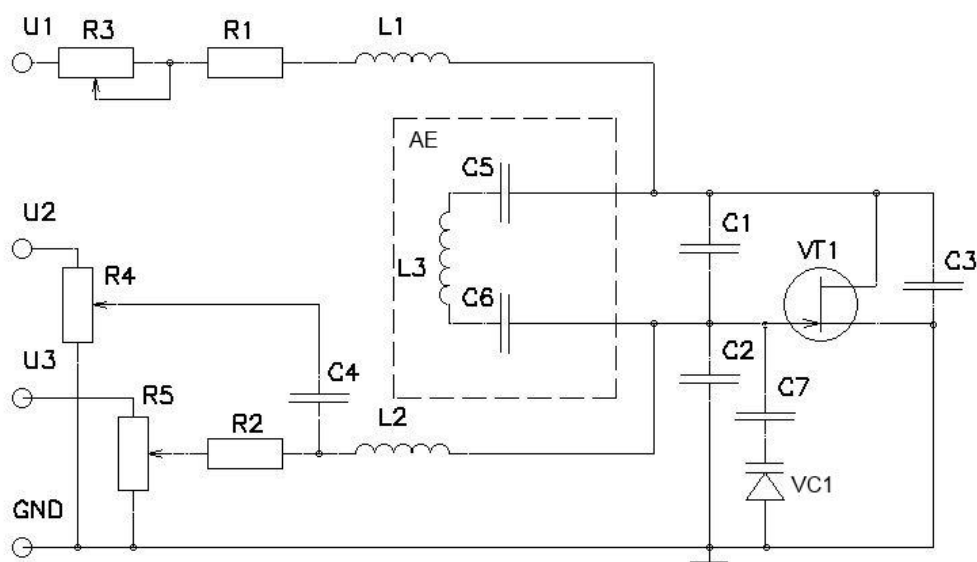 U1
R3
R1
L1
AE
C5
U2
R4
L3
C6
C1
VT1
C3
U3
R5
R2
C4
L2
C2
C7
VC1
GND